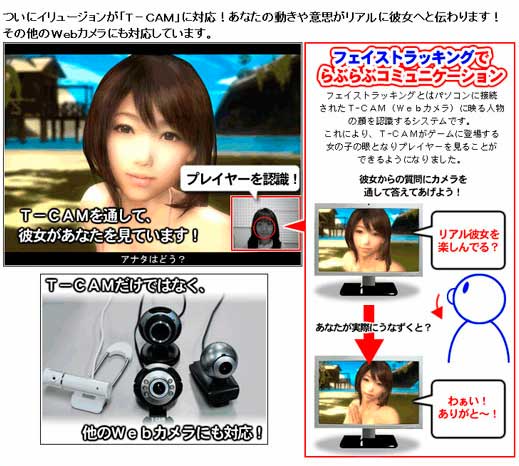 ついにイリュージョンが「T－CAM」に対応！あなたの動きや意思がリアルに彼女へと伝わります！
その他のWebカメラにも対応しています。
プレイヤーを認識！
T－CAMを通して、
彼女があなたを見ています！
アナタはどう？
T－CAMだけではなく、
他のWebカメラにも対応！
フェイストラッキングで
らぶらぶコミュニケーション
フェイストラッキングとはパソコンに接続
されたT-CAM（Webカメラ）に映る人物
の顔を認識するシステムです。
これにより、T-CAMがゲームに登場する
女の子の眼となりプレイヤーを見ることが
できるようになりました。
彼女からの質問にカメラを
通して答えてあげよう！
リアル彼女を
楽しんでる？
あなたが実際にうなずくと？
わぁい！
ありがと～！